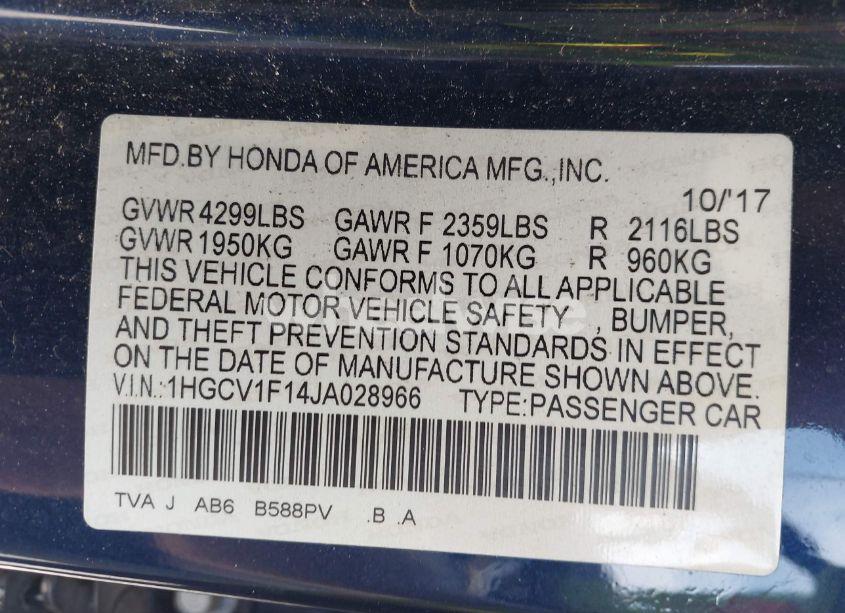 MFD.BY HONDA OF AMERICA MFG.,INC.
10/'17
GVWR 4299LBS GAWR F 2359LBS R 2116LBS
GVWR 1950KG GAWR F 1070KG R 960KG
THIS VEHICLE CONFORMS TO ALL APPLICABLE
FEDERAL MOTOR VEHICLE SAFETY , BUMPER,
AND THEFT PREVENTION STANDARDS IN EFFECT
ON THE DATE OF MANUFACTURE SHOWN ABOVE.
V.I.N.:1HGCV1F14JA028966 TYPE:PASSENGER CAR
TVA J AB6 B588PV .B .A